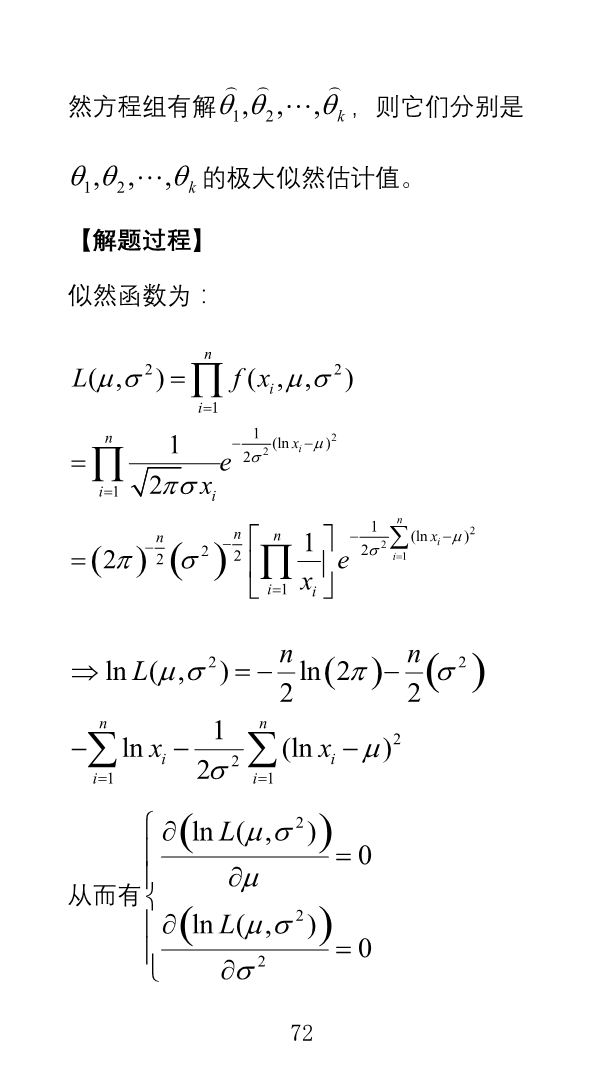 然方程组有解 $\widehat{\theta}_1,\widehat{\theta}_2,\cdots,\widehat{\theta}_k$，则它们分别是
$\theta_1,\theta_2,\cdots,\theta_k$ 的极大似然估计值。
【解题过程】
似然函数为：
$L(\mu,\sigma^2)=\prod_{i=1}^{n} f(x_i,\mu,\sigma^2)$
$=\prod_{i=1}^{n}\frac{1}{\sqrt{2\pi}\sigma x_i}e^{-\frac{1}{2\sigma^2}(\ln x_i-\mu)^2}$
$=(2\pi)^{-\frac{n}{2}}(\sigma^2)^{-\frac{n}{2}}\left[\prod_{i=1}^{n}\frac{1}{x_i}\right]e^{-\frac{1}{2\sigma^2}\sum_{i=1}^{n}(\ln x_i-\mu)^2}$
$\Rightarrow \ln L(\mu,\sigma^2)=-\frac{n}{2}\ln(2\pi)-\frac{n}{2}(\sigma^2)$
$-\sum_{i=1}^{n}\ln x_i-\frac{1}{2\sigma^2}\sum_{i=1}^{n}(\ln x_i-\mu)^2$
从而有 $\begin{cases}\frac{\partial(\ln L(\mu,\sigma^2))}{\partial\mu}=0\\ \frac{\partial(\ln L(\mu,\sigma^2))}{\partial\sigma^2}=0\end{cases}$
72